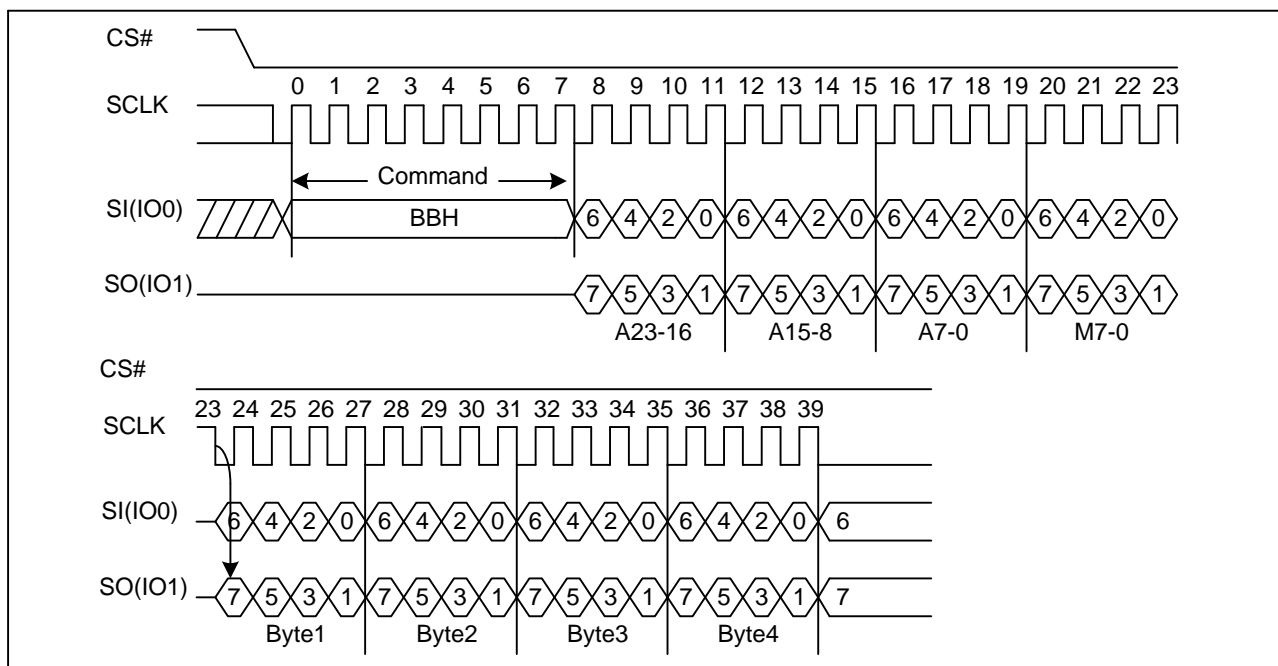 CS#
0 1 2 3 4 5 6 7 8 9 10 11 12 13 14 15 16 17 18 19 20 21 22 23
SCLK
Command
SI(IO0) BBH 6 4 2 0 6 4 2 0 6 4 2 0 6 4 2 0
SO(IO1) 7 5 3 1 7 5 3 1 7 5 3 1 7 5 3 1
A23-16 A15-8 A7-0 M7-0
CS#
23 24 25 26 27 28 29 30 31 32 33 34 35 36 37 38 39
SCLK
SI(IO0) 6 4 2 0 6 4 2 0 6 4 2 0 6 4 2 0 6
SO(IO1) 7 5 3 1 7 5 3 1 7 5 3 1 7 5 3 1 7
Byte1 Byte2 Byte3 Byte4